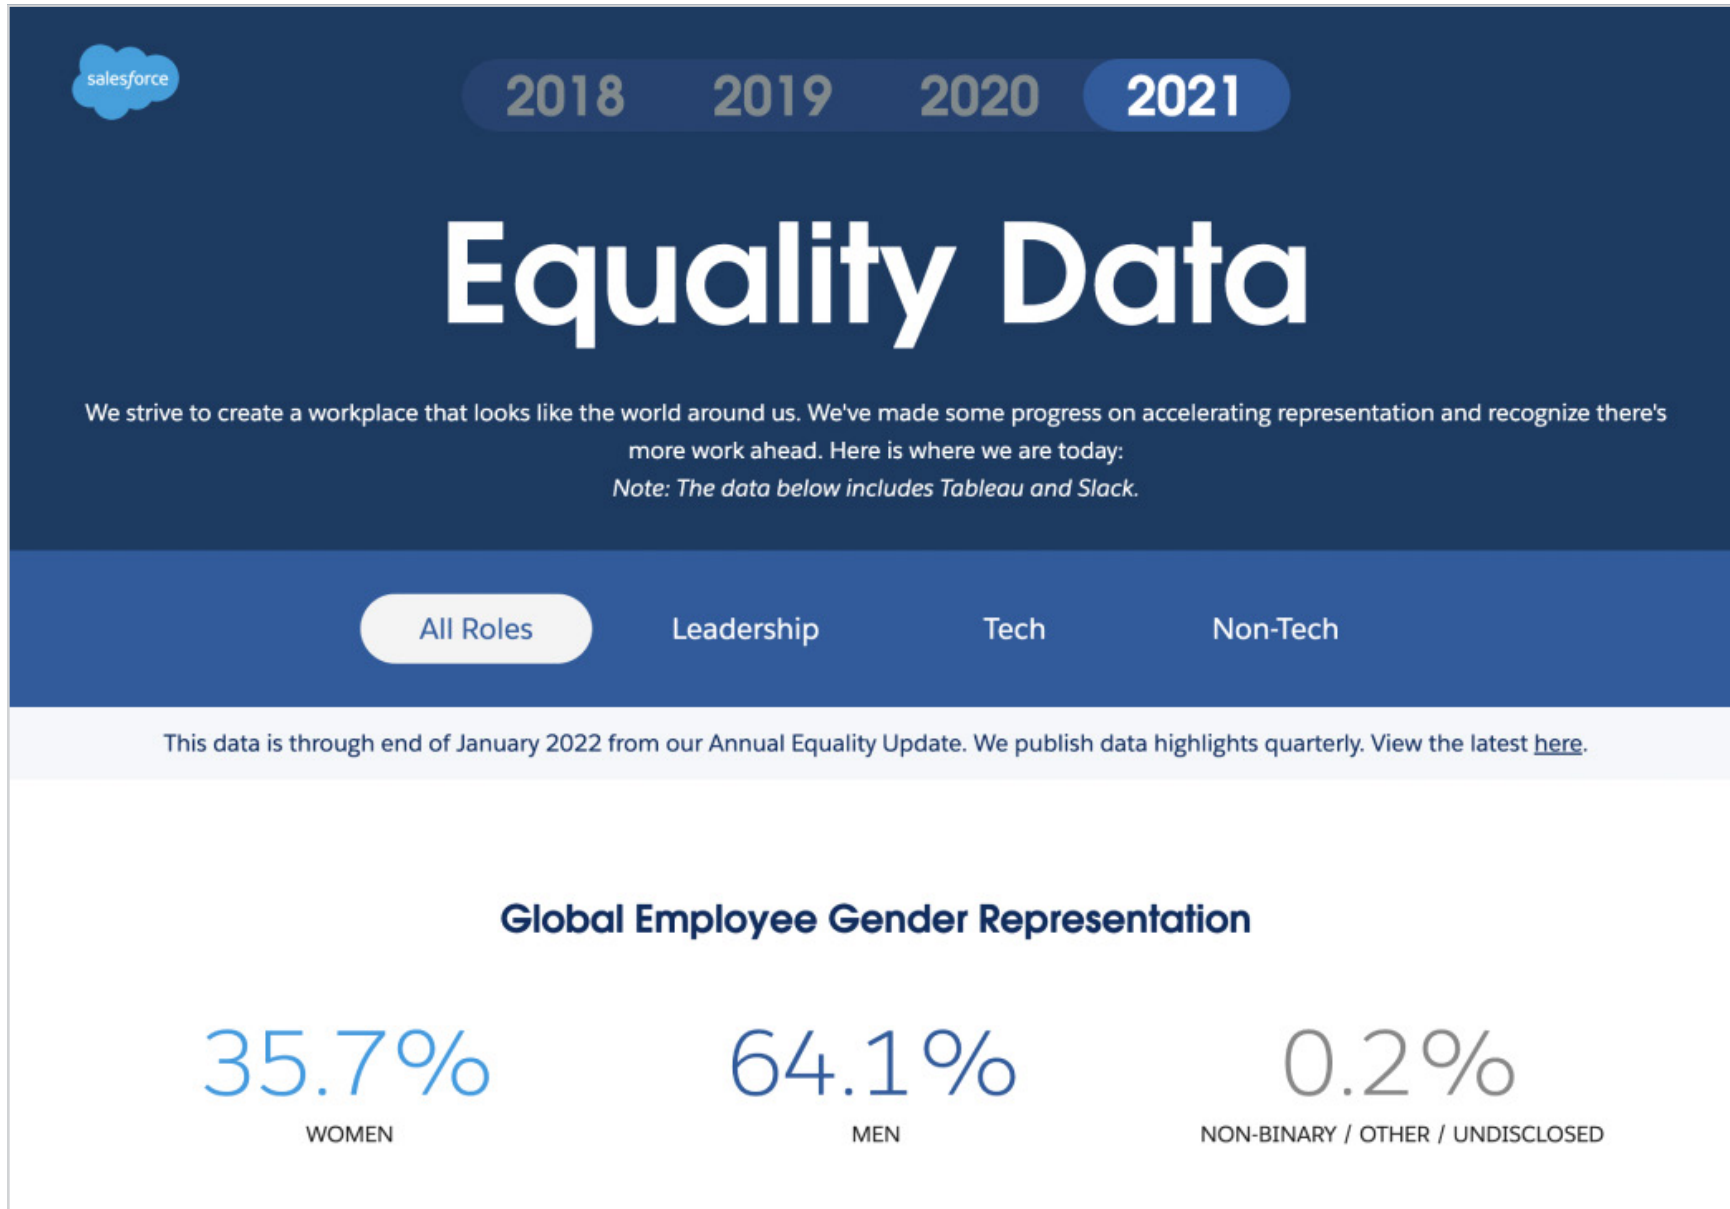 salesforce
2018 2019 2020 2021
Equality Data
We strive to create a workplace that looks like the world around us. We've made some progress on accelerating representation and recognize there's
more work ahead. Here is where we are today:
Note: The data below includes Tableau and Slack.
All Roles Leadership Tech Non-Tech
This data is through end of January 2022 from our Annual Equality Update. We publish data highlights quarterly. View the latest here.
Global Employee Gender Representation
35.7% 64.1% 0.2%
WOMEN MEN NON-BINARY / OTHER / UNDISCLOSED